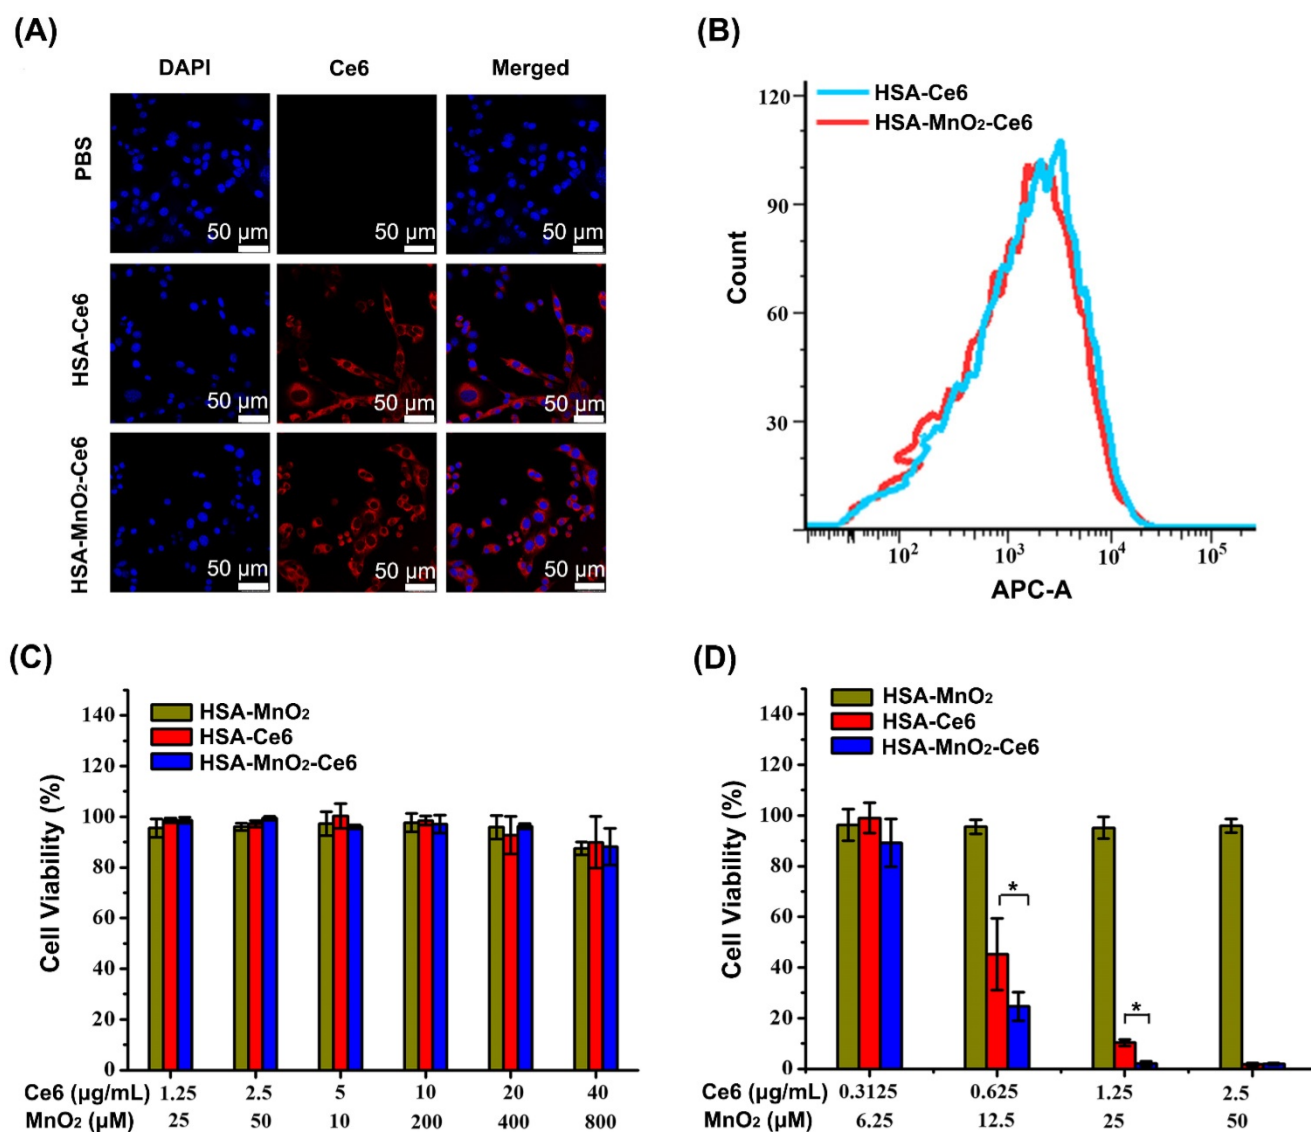 (A)
DAPI Ce6 Merged
PBS
50 µm 50 µm 50 µm
HSA-Ce6
50 µm 50 µm 50 µm
HSA-MnO₂-Ce6
50 µm 50 µm 50 µm
(B)
HSA-Ce6
HSA-MnO₂-Ce6
120
90
60
30
Count
10² 10³ 10⁴ 10⁵
APC-A
(C)
HSA-MnO₂
HSA-Ce6
HSA-MnO₂-Ce6
140
120
100
80
60
40
20
0
Cell Viability (%)
Ce6 (µg/mL) 1.25 2.5 5 10 20 40
MnO₂ (µM) 25 50 10 200 400 800
(D)
HSA-MnO₂
HSA-Ce6
HSA-MnO₂-Ce6
140
120
100
80
60
40
20
0
Cell Viability (%)
*
*
Ce6 (µg/mL) 0.3125 0.625 1.25 2.5
MnO₂ (µM) 6.25 12.5 25 50